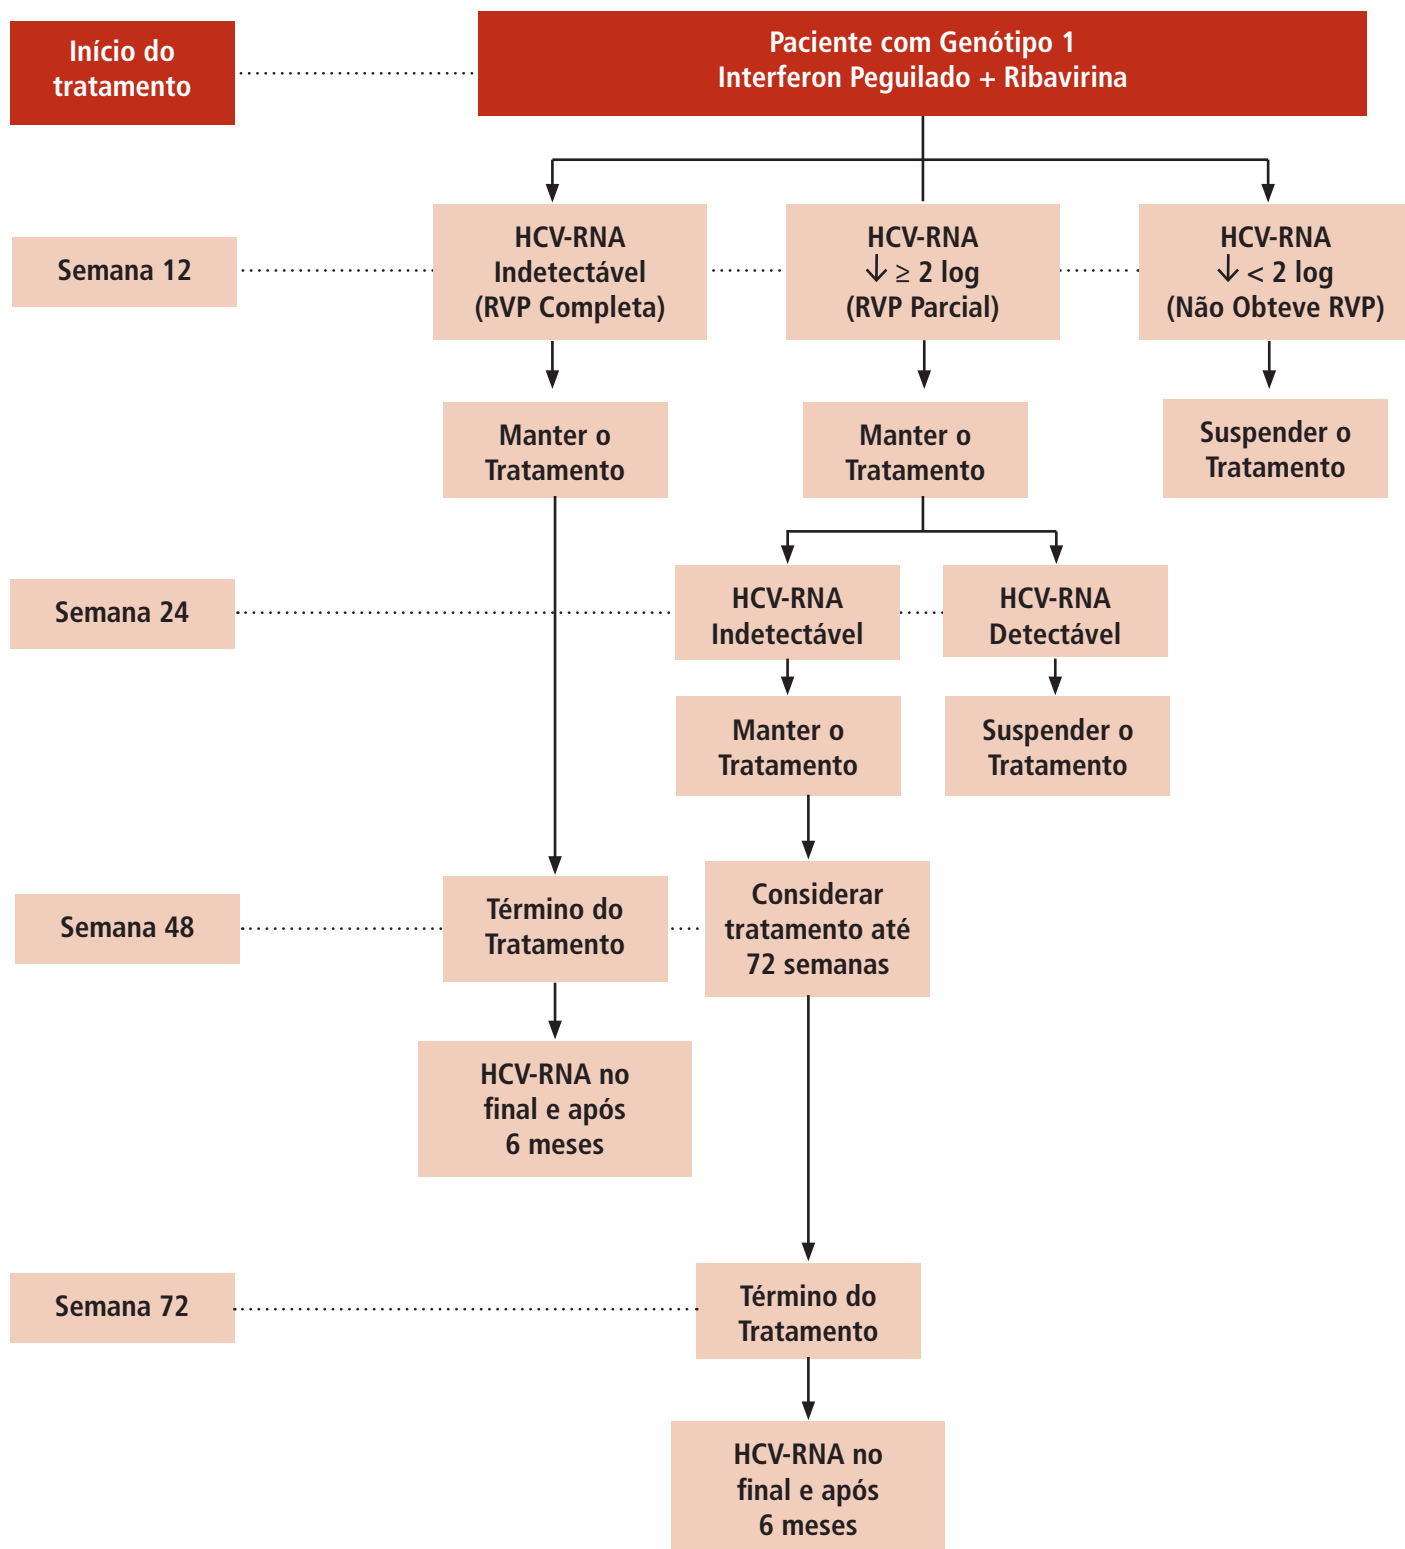 Início do
tratamento
Paciente com Genótipo 1
Interferon Peguilado + Ribavirina
Semana 12
HCV-RNA
Indetectável
(RVP Completa)
HCV-RNA
↓ ≥ 2 log
(RVP Parcial)
HCV-RNA
↓ < 2 log
(Não Obteve RVP)
Manter o
Tratamento
Manter o
Tratamento
Suspender o
Tratamento
Semana 24
HCV-RNA
Indetectável
HCV-RNA
Detectável
Manter o
Tratamento
Suspender o
Tratamento
Semana 48
Término do
Tratamento
Considerar
tratamento até
72 semanas
HCV-RNA no
final e após
6 meses
Semana 72
Término do
Tratamento
HCV-RNA no
final e após
6 meses